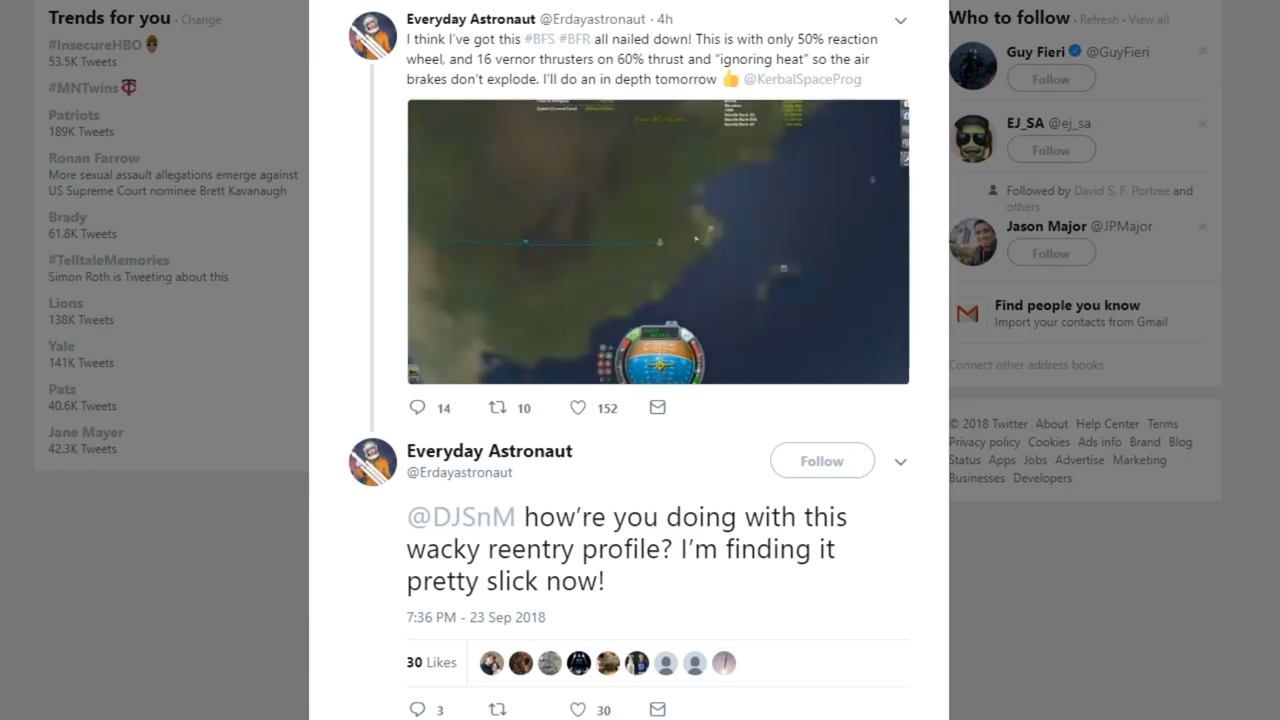 Trends for you · Change
#InsecureHBO
53.5K Tweets
#MNTwins
Patriots
189K Tweets
Ronan Farrow
More sexual assault allegations emerge against
US Supreme Court nominee Brett Kavanaugh
Brady
61.8K Tweets
#TelltaleMemories
Simon Roth is Tweeting about this
Lions
138K Tweets
Yale
141K Tweets
Pats
40.6K Tweets
Jane Mayer
42.3K Tweets
Everyday Astronaut @Erdayastronaut · 4h
I think I've got this #BFS #BFR all nailed down! This is with only 50% reaction
wheel, and 16 vernor thrusters on 60% thrust and “ignoring heat” so the air
brakes don't explode. I'll do an in depth tomorrow 👍 @KerbalSpaceProg
14 10 152
Everyday Astronaut
@Erdayastronaut
Follow
@DJSnM how're you doing with this
wacky reentry profile? I'm finding it
pretty slick now!
7:36 PM - 23 Sep 2018
30 Likes
3 30
Who to follow · Refresh · View all
Guy Fieri @GuyFieri
Follow
EJ_SA @ej_sa
Follow
Followed by David S. F. Portree and
others
Jason Major @JPMajor
Follow
Find people you know
Import your contacts from Gmail
Connect other address books
© 2018 Twitter About Help Center Terms
Privacy policy Cookies Ads info Brand Blog
Status Apps Jobs Advertise Marketing
Businesses Developers